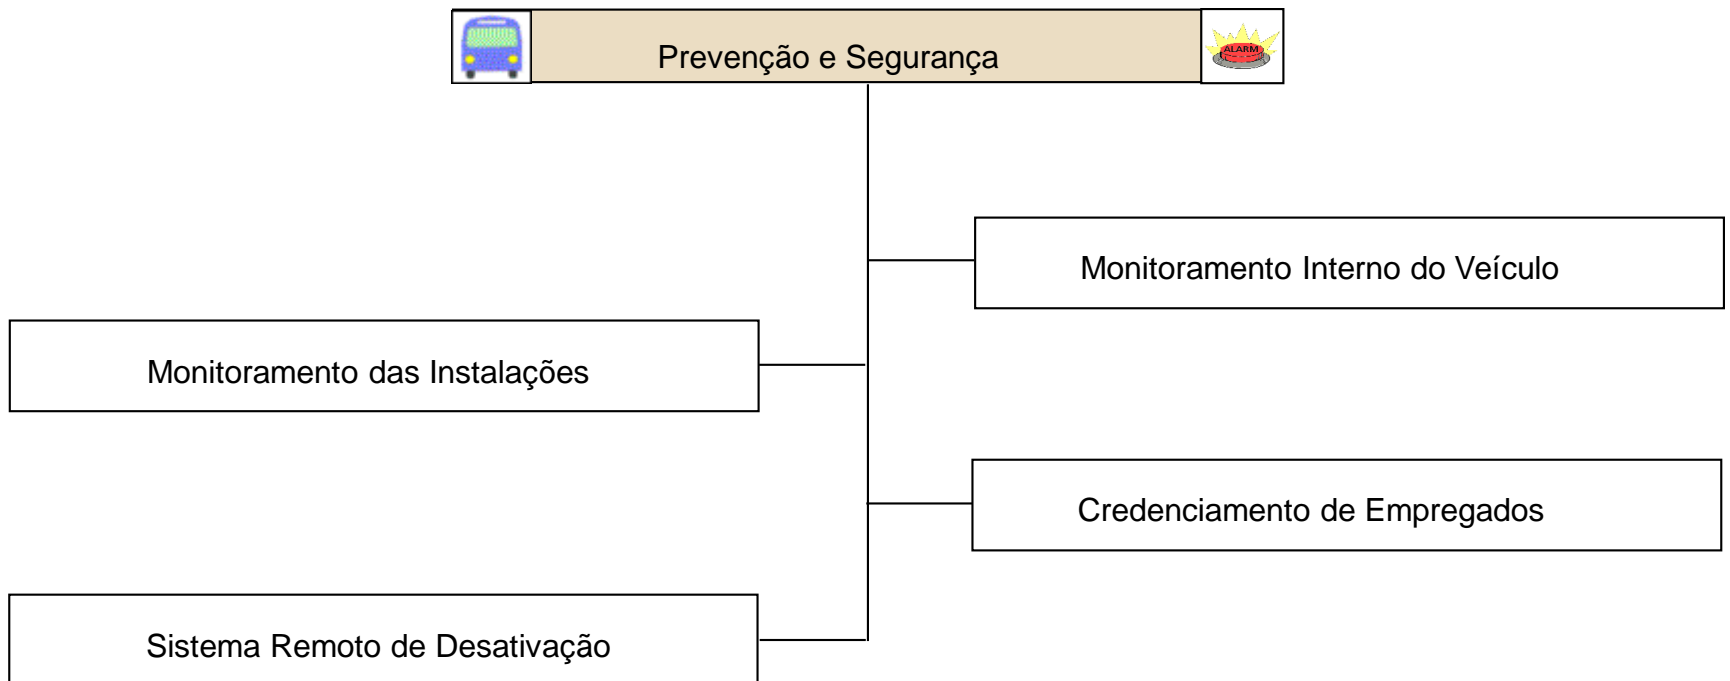 Prevenção e Segurança
ALARM
Monitoramento Interno do Veículo
Monitoramento das Instalações
Credenciamento de Empregados
Sistema Remoto de Desativação